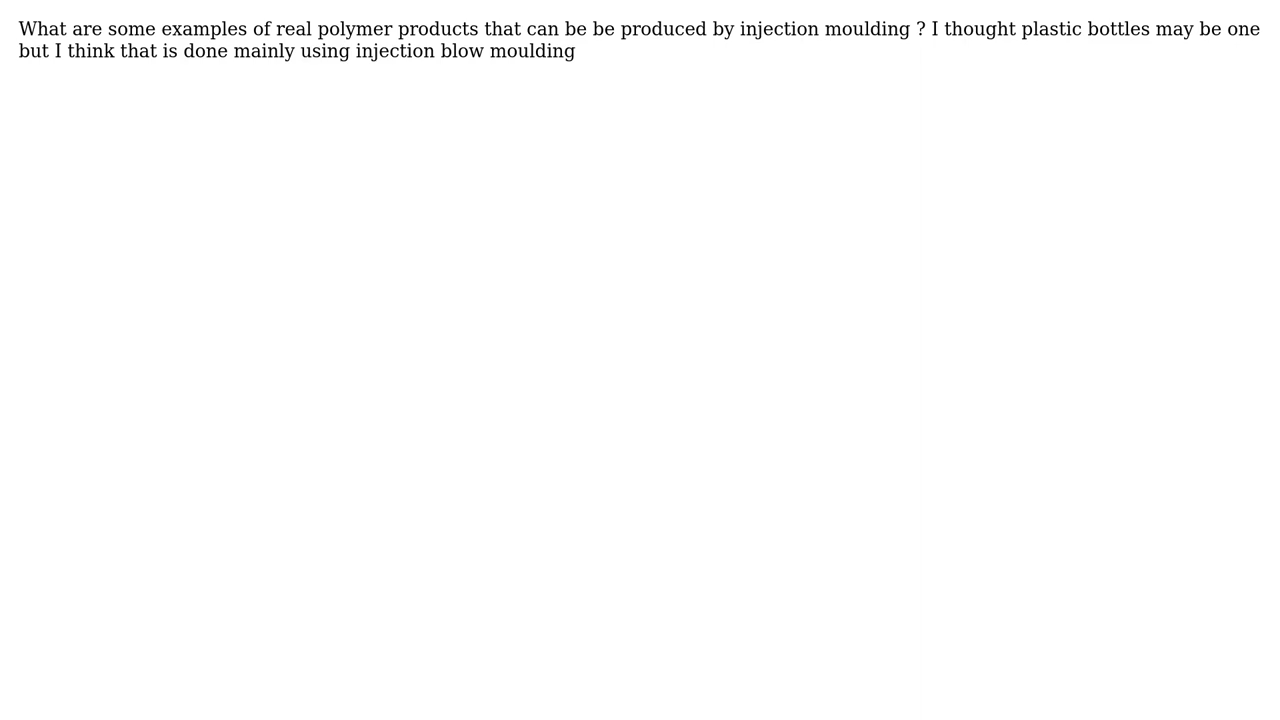 What are some examples of real polymer products that can be be produced by injection moulding ? I thought plastic bottles may be one
but I think that is done mainly using injection blow moulding